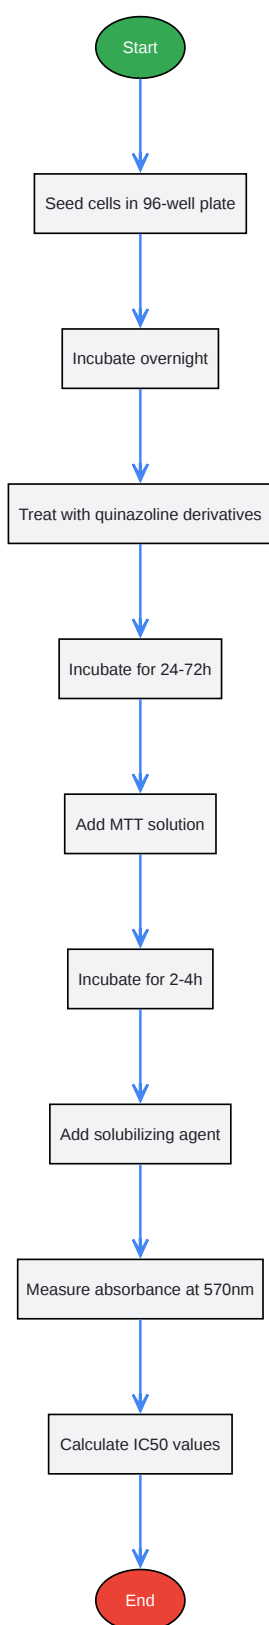 Start
Seed cells in 96-well plate
Incubate overnight
Treat with quinazoline derivatives
Incubate for 24-72h
Add MTT solution
Incubate for 2-4h
Add solubilizing agent
Measure absorbance at 570nm
Calculate IC50 values
End